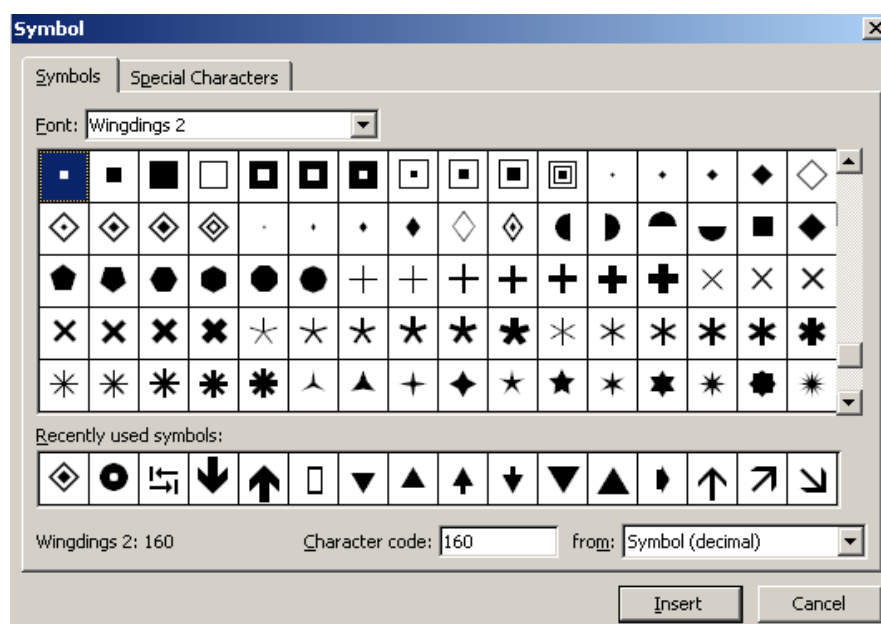 Symbol
Symbols Special Characters
Font: Wingdings 2
Recently used symbols:
Wingdings 2: 160 Character code: 160 from: Symbol (decimal)
Insert Cancel